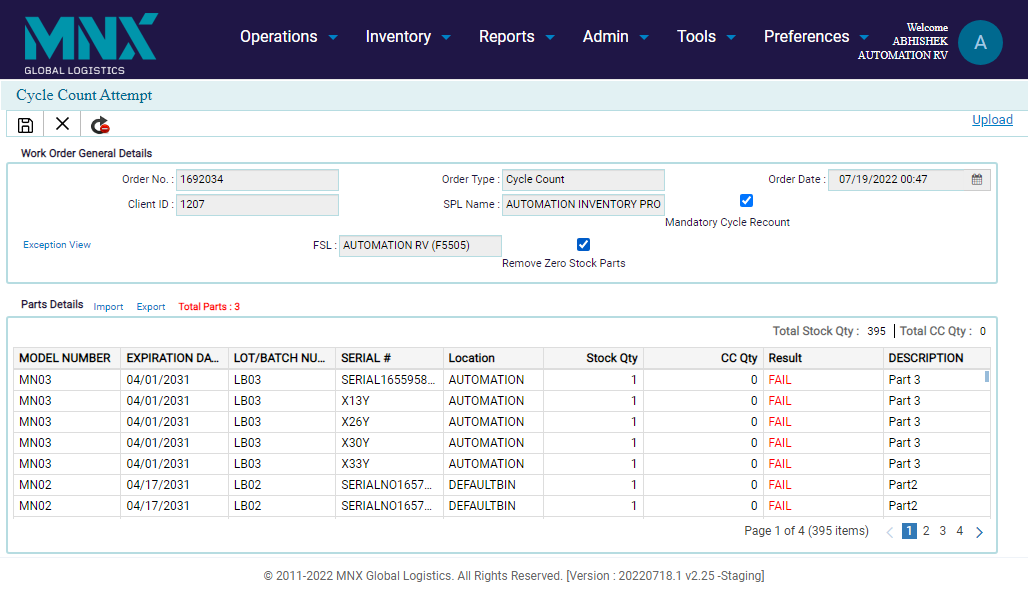 MNX
GLOBAL LOGISTICS
Operations Inventory Reports Admin Tools Preferences
Welcome
ABHISHEK
AUTOMATION RV
A
Cycle Count Attempt
Upload
Work Order General Details
Order No. : 1692034 Order Type : Cycle Count Order Date : 07/19/2022 00:47
Client ID : 1207 SPL Name : AUTOMATION INVENTORY PRO
Mandatory Cycle Recount
Exception View FSL : AUTOMATION RV (F5505)
Remove Zero Stock Parts
Parts Details Import Export Total Parts : 3
Total Stock Qty : 395 Total CC Qty : 0
MODEL NUMBER EXPIRATION DA... LOT/BATCH NU... SERIAL # Location Stock Qty CC Qty Result DESCRIPTION
MN03 04/01/2031 LB03 SERIAL1655958... AUTOMATION 1 0 FAIL Part 3
MN03 04/01/2031 LB03 X13Y AUTOMATION 1 0 FAIL Part 3
MN03 04/01/2031 LB03 X26Y AUTOMATION 1 0 FAIL Part 3
MN03 04/01/2031 LB03 X30Y AUTOMATION 1 0 FAIL Part 3
MN03 04/01/2031 LB03 X33Y AUTOMATION 1 0 FAIL Part 3
MN02 04/17/2031 LB02 SERIALNO1657... DEFAULTBIN 1 0 FAIL Part2
MN02 04/17/2031 LB02 SERIALNO1657... DEFAULTBIN 1 0 FAIL Part2
Page 1 of 4 (395 items) 1 2 3 4
© 2011-2022 MNX Global Logistics. All Rights Reserved. [Version : 20220718.1 v2.25 -Staging]